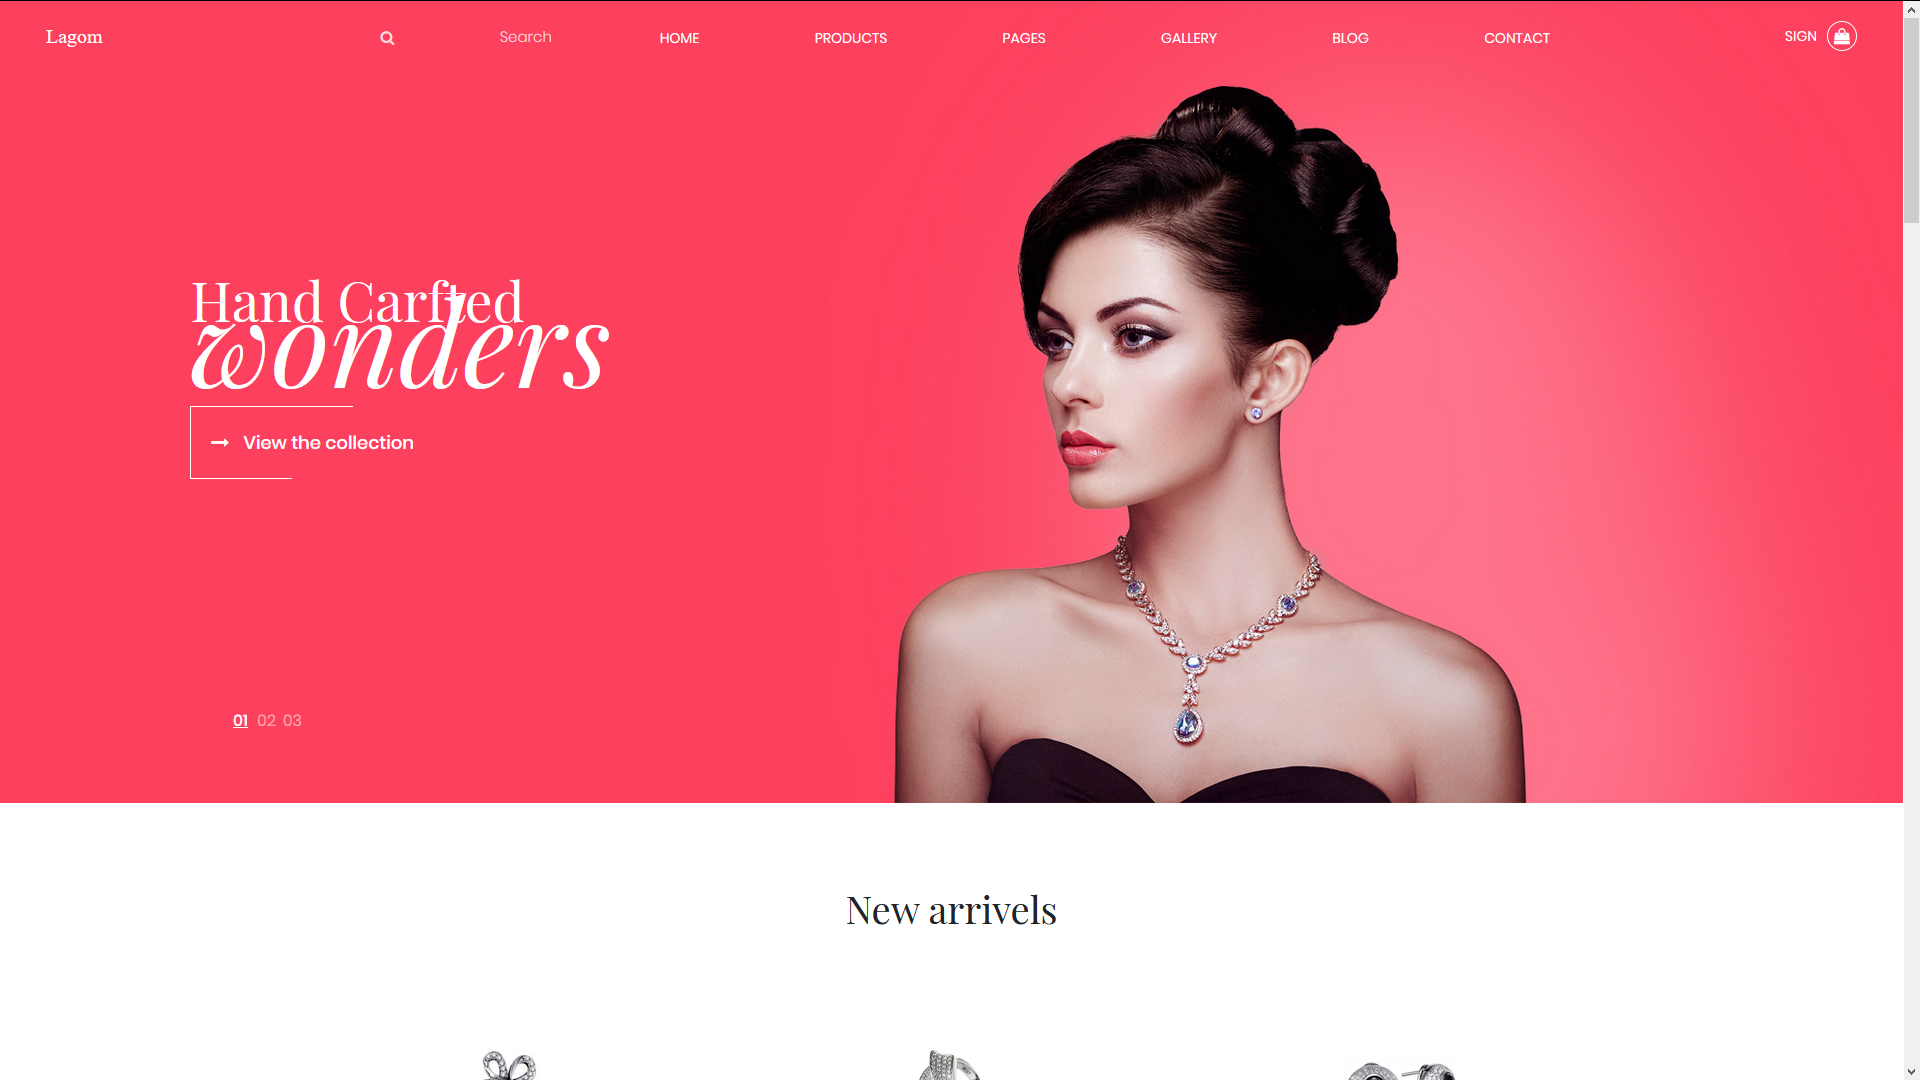 Lagom Search HOME PRODUCTS PAGES GALLERY BLOG CONTACT SIGN
Hand Carfted
wonders
View the collection
01 02 03
New arrivels